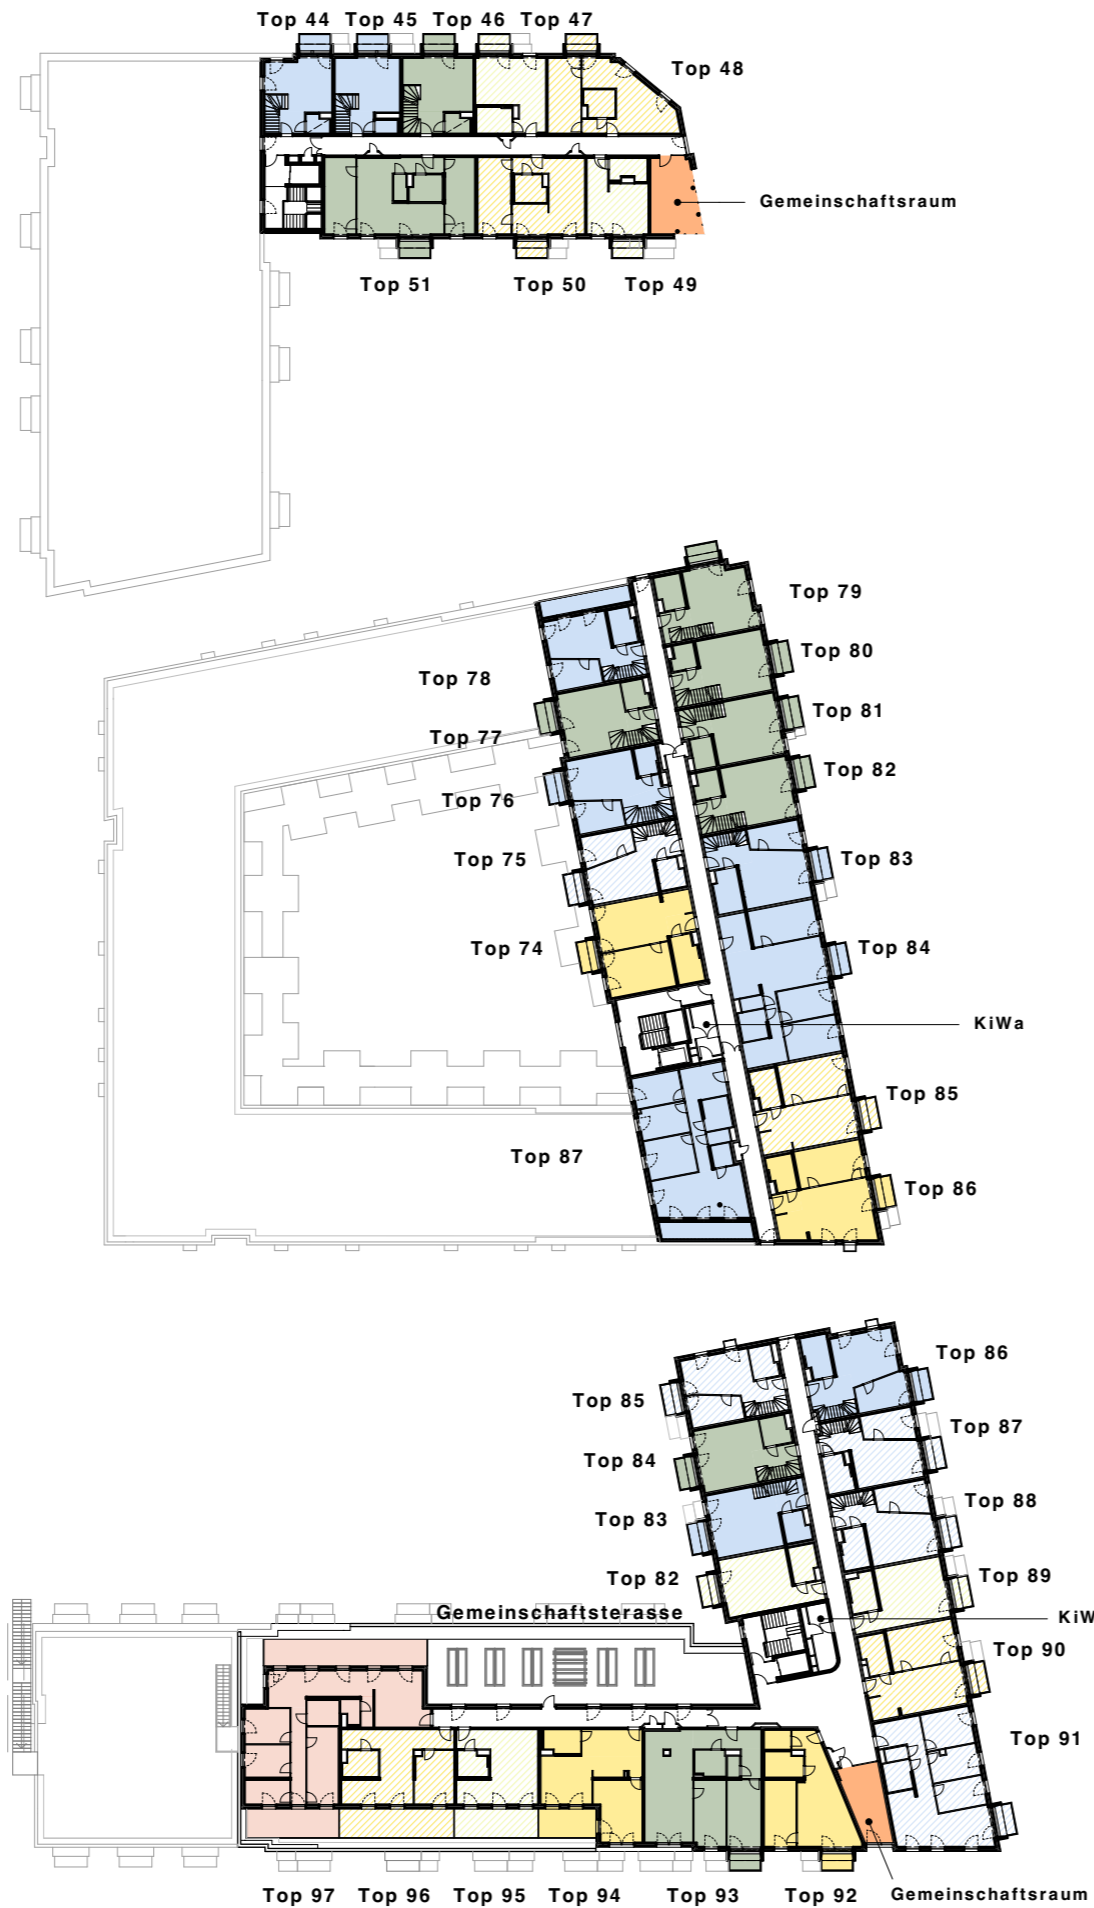 Top 44 Top 45 Top 46 Top 47
Top 48
Gemeinschaftsraum
Top 51 Top 50 Top 49
Top 79
Top 80
Top 78
Top 81
Top 77
Top 82
Top 76
Top 75
Top 83
Top 74
Top 84
KiWa
Top 85
Top 87
Top 86
Top 86
Top 85
Top 87
Top 84
Top 88
Top 83
Top 82
Top 89
Gemeinschaftsterasse
KiW
Top 90
Top 91
Top 97 Top 96 Top 95 Top 94 Top 93 Top 92
Gemeinschaftsraum